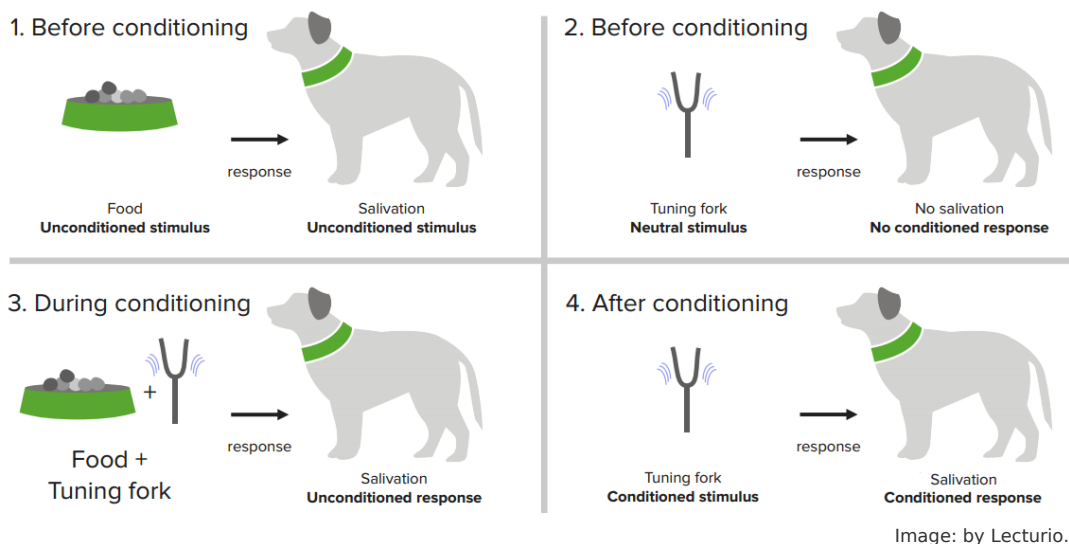 1. Before conditioning
response
Food
Unconditioned stimulus
Salivation
Unconditioned stimulus
2. Before conditioning
response
Tuning fork
Neutral stimulus
No salivation
No conditioned response
3. During conditioning
+
response
Food +
Tuning fork
Salivation
Unconditioned response
4. After conditioning
response
Tuning fork
Conditioned stimulus
Salivation
Conditioned response
Image: by Lecturio.